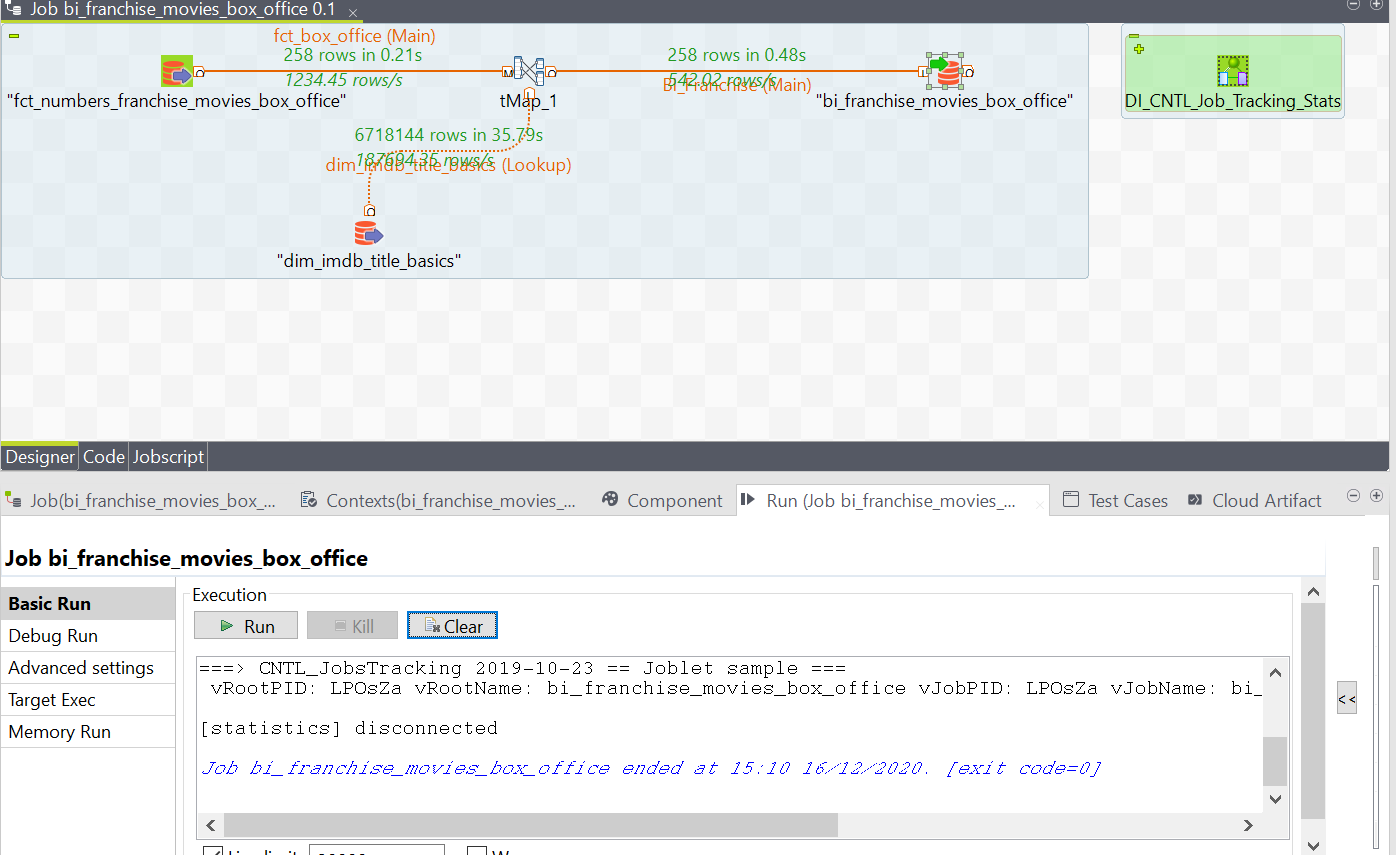 Job bi_franchise_movies_box_office 0.1
fct_box_office (Main)
258 rows in 0.21s
1234.45 rows/s
258 rows in 0.48s
542.02 rows/s
BI_Franchise (Main)
"fct_numbers_franchise_movies_box_office"
tMap_1
"bi_franchise_movies_box_office"
DI_CNTL_Job_Tracking_Stats
6718144 rows in 35.79s
187694.35 rows/s
dim_imdb_title_basics (Lookup)
"dim_imdb_title_basics"
Designer Code Jobscript
Job(bi_franchise_movies_box_... Contexts(bi_franchise_movies_... Component Run (Job bi_franchise_movies_... Test Cases Cloud Artifact
Job bi_franchise_movies_box_office
Basic Run
Debug Run
Advanced settings
Target Exec
Memory Run
Execution
Run Kill Clear
===> CNTL_JobsTracking 2019-10-23 == Joblet sample ===
vRootPID: LPOsZa vRootName: bi_franchise_movies_box_office vJobPID: LPOsZa vJobName: bi_
[statistics] disconnected
Job bi_franchise_movies_box_office ended at 15:10 16/12/2020. [exit code=0]
<<